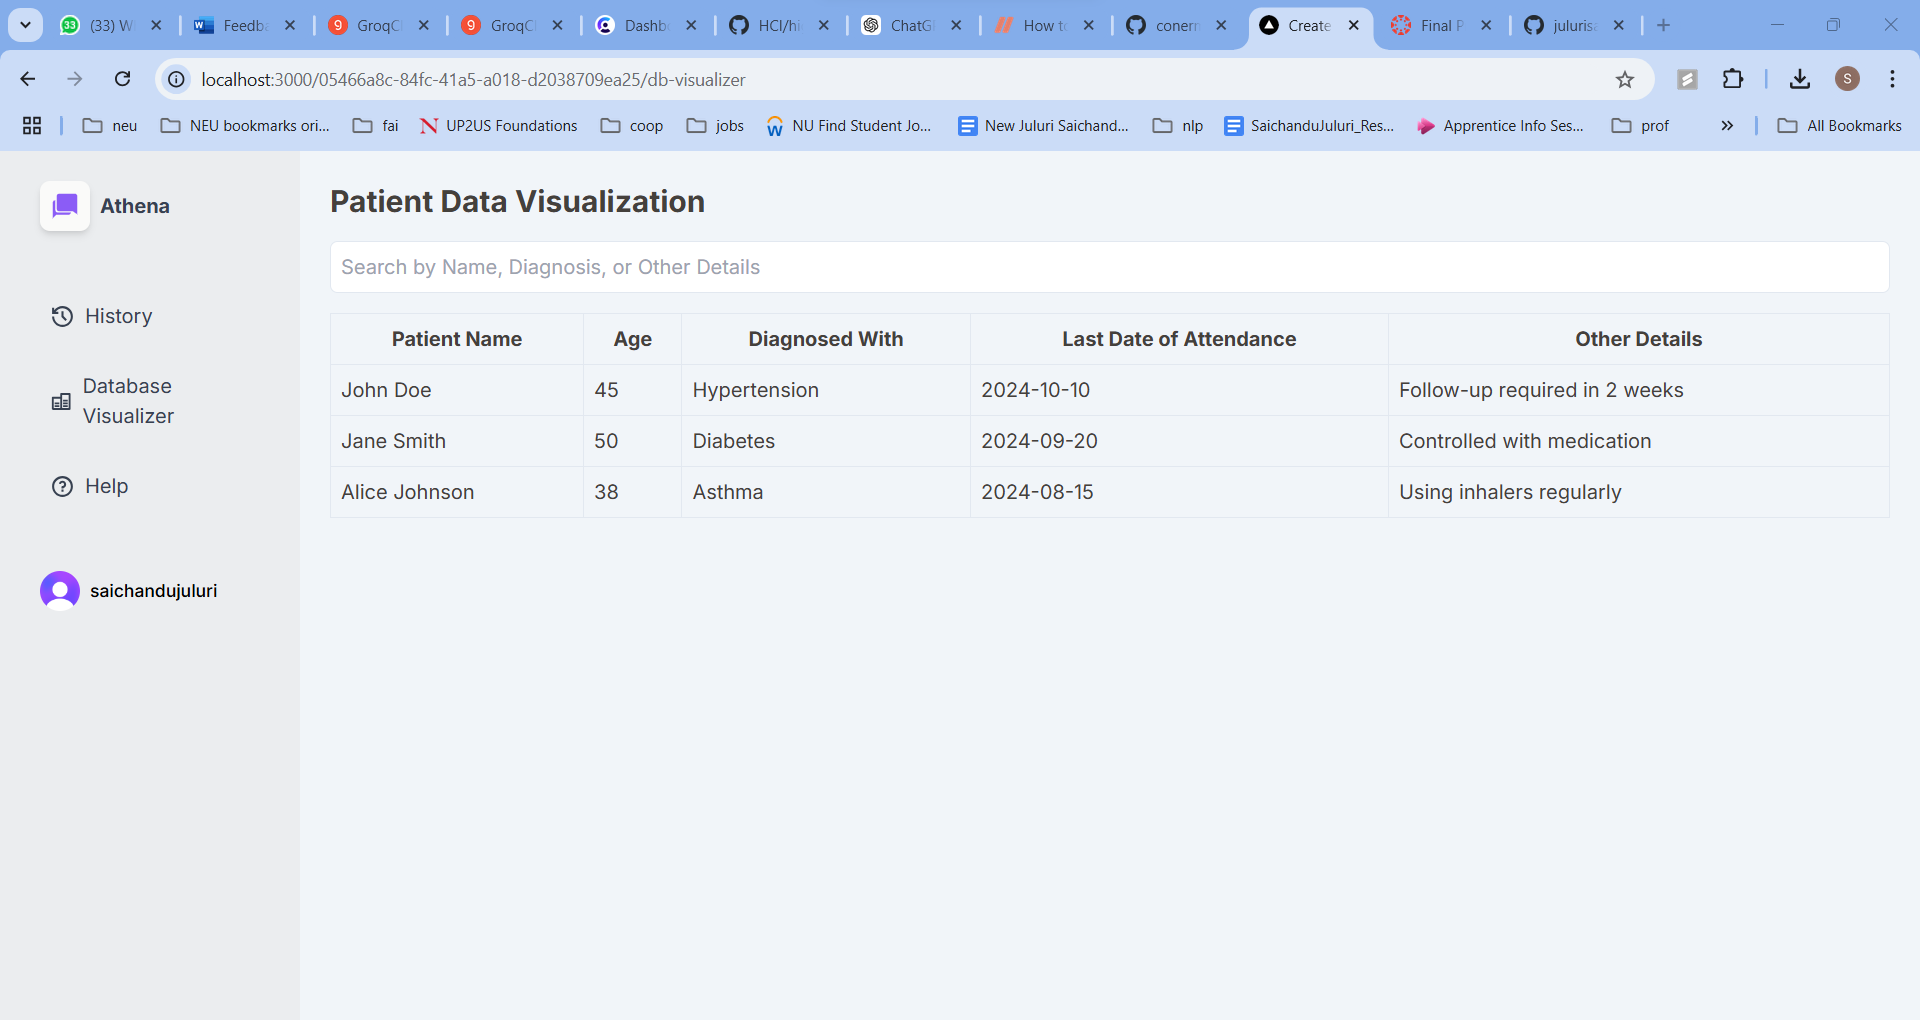 (33) W
Feedba
GroqC
GroqC
Dashb
HCI/hi
ChatG
How to
conern
Create
Final P
julurisa
localhost:3000/05466a8c-84fc-41a5-a018-d2038709ea25/db-visualizer
S
neu
NEU bookmarks ori...
fai
UP2US Foundations
coop
jobs
NU Find Student Jo...
New Juluri Saichand...
nlp
SaichanduJuluri_Res...
Apprentice Info Ses...
prof
All Bookmarks
Athena
History
Database
Visualizer
Help
saichandujuluri
Patient Data Visualization
Search by Name, Diagnosis, or Other Details
Patient Name Age Diagnosed With Last Date of Attendance Other Details
John Doe 45 Hypertension 2024-10-10 Follow-up required in 2 weeks
Jane Smith 50 Diabetes 2024-09-20 Controlled with medication
Alice Johnson 38 Asthma 2024-08-15 Using inhalers regularly